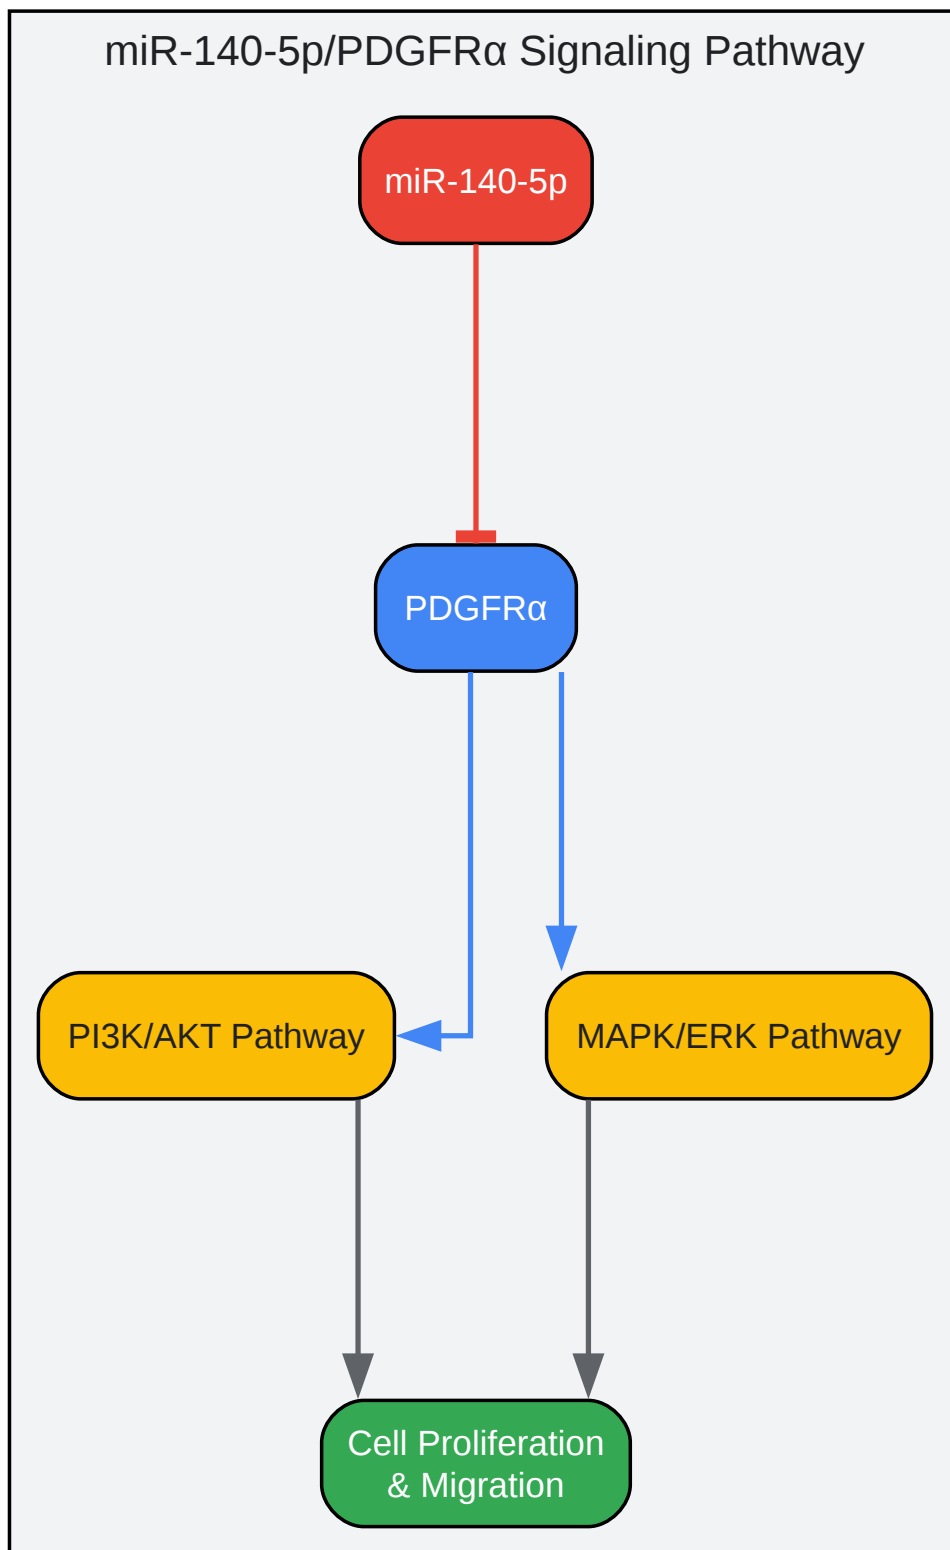 miR-140-5p/PDGFRα Signaling Pathway
miR-140-5p
PDGFRα
PI3K/AKT Pathway
MAPK/ERK Pathway
Cell Proliferation
& Migration